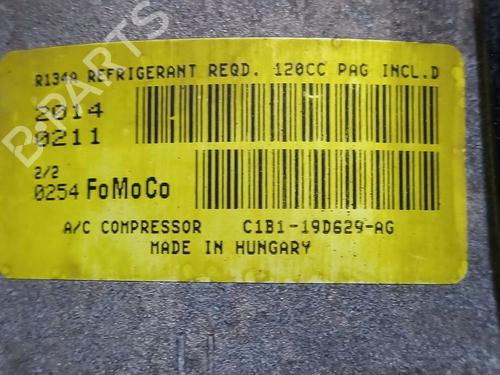 R134A REFRIGERANT REQD. 120CC PAG INCL.D
2014
0211
2/2
0254 FoMoCo
A/C COMPRESSOR C1B1-19D629-AG
MADE IN HUNGARY
B-PARTS